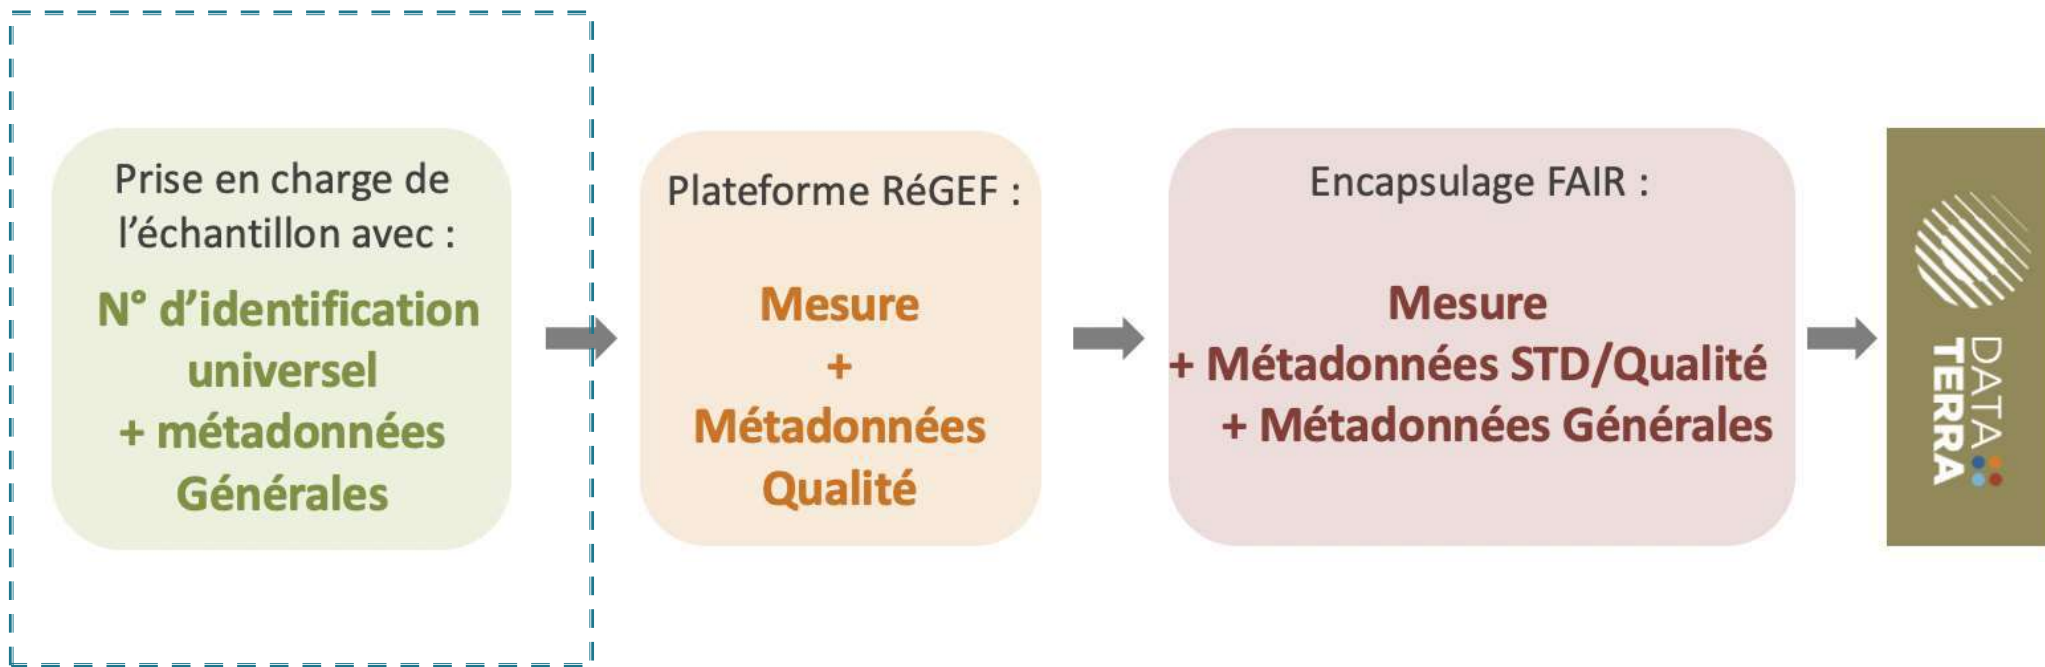 Prise en charge de
l’échantillon avec :
N° d’identification
universel
+ métadonnées
Générales
Plateforme RéGEF :
Mesure
+
Métadonnées
Qualité
Encapsulage FAIR :
Mesure
+ Métadonnées STD/Qualité
+ Métadonnées Générales
DATA
TERRA